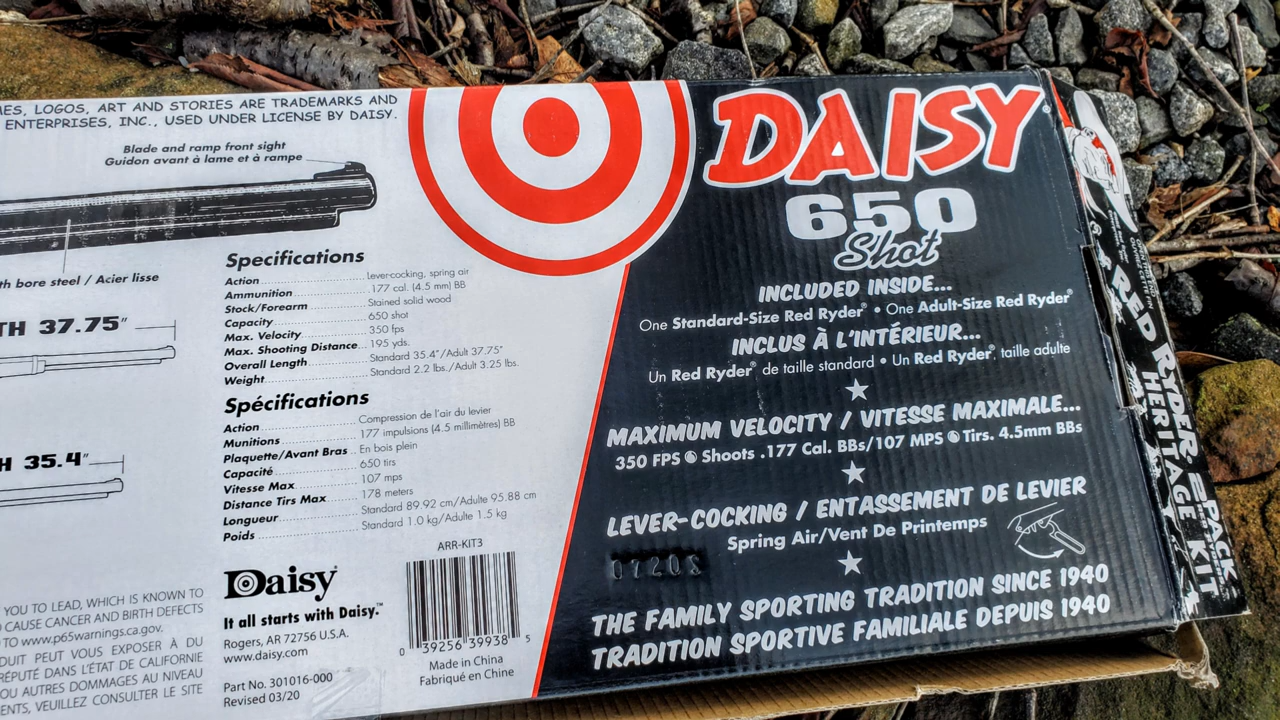 MES, LOGOS, ART AND STORIES ARE TRADEMARKS AND
ENTERPRISES, INC., USED UNDER LICENSE BY DAISY.
Blade and ramp front sight
Guidon avant à lame et à rampe
th bore steel / Acier lisse
TH 37.75"
H 35.4"
Specifications
Action Lever-cocking, spring air
Ammunition .177 cal. (4.5 mm) BB
Stock/Forearm Stained solid wood
Capacity 650 shot
Max. Velocity 350 fps
Max. Shooting Distance 195 yds.
Overall Length Standard 35.4"/Adult 37.75"
Weight Standard 2.2 lbs./Adult 3.25 lbs.
Spécifications
Action Compression de l'air du levier
Munitions 177 impulsions (4.5 millimètres) BB
Plaquette/Avant Bras En bois plein
Capacité 650 tirs
Vitesse Max 107 mps
Distance Tirs Max 178 meters
Longueur Standard 89.92 cm/Adulte 95.88 cm
Poids Standard 1.0 kg/Adulte 1.5 kg
YOU TO LEAD, WHICH IS KNOWN TO
CAUSE CANCER AND BIRTH DEFECTS
TO www.p65warnings.ca.gov.
DUIT PEUT VOUS EXPOSER À DU
RÉPUTÉ DANS L'ÉTAT DE CALIFORNIE
OU AUTRES DOMMAGES AU NIVEAU
ENTS, VEUILLEZ CONSULTER LE SITE
Daisy®
It all starts with Daisy.™
Rogers, AR 72756 U.S.A.
www.daisy.com
Part No. 301016-000
Revised 03/20
ARR-KIT3
0 39256 39938 5
Made in China
Fabriqué en Chine
DAISY®
650
Shot
INCLUDED INSIDE...
One Standard-Size Red Ryder® • One Adult-Size Red Ryder®
INCLUS À L'INTÉRIEUR...
Un Red Ryder® de taille standard • Un Red Ryder®, taille adulte
MAXIMUM VELOCITY / VITESSE MAXIMALE...
350 FPS Shoots .177 Cal. BBs/107 MPS Tirs. 4.5mm BBs
LEVER-COCKING / ENTASSEMENT DE LEVIER
Spring Air/Vent De Printemps
0720S
THE FAMILY SPORTING TRADITION SINCE 1940
TRADITION SPORTIVE FAMILIALE DEPUIS 1940
RED RYDER 2 PACK
HERITAGE KIT